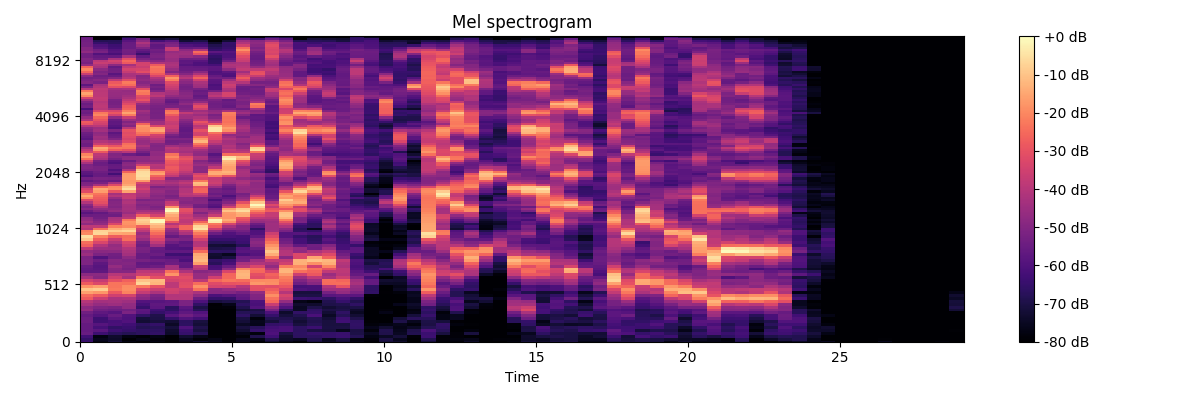 Mel spectrogram
8192
4096
2048
1024
512
0
Hz
0 5 10 15 20 25
Time
+0 dB
-10 dB
-20 dB
-30 dB
-40 dB
-50 dB
-60 dB
-70 dB
-80 dB